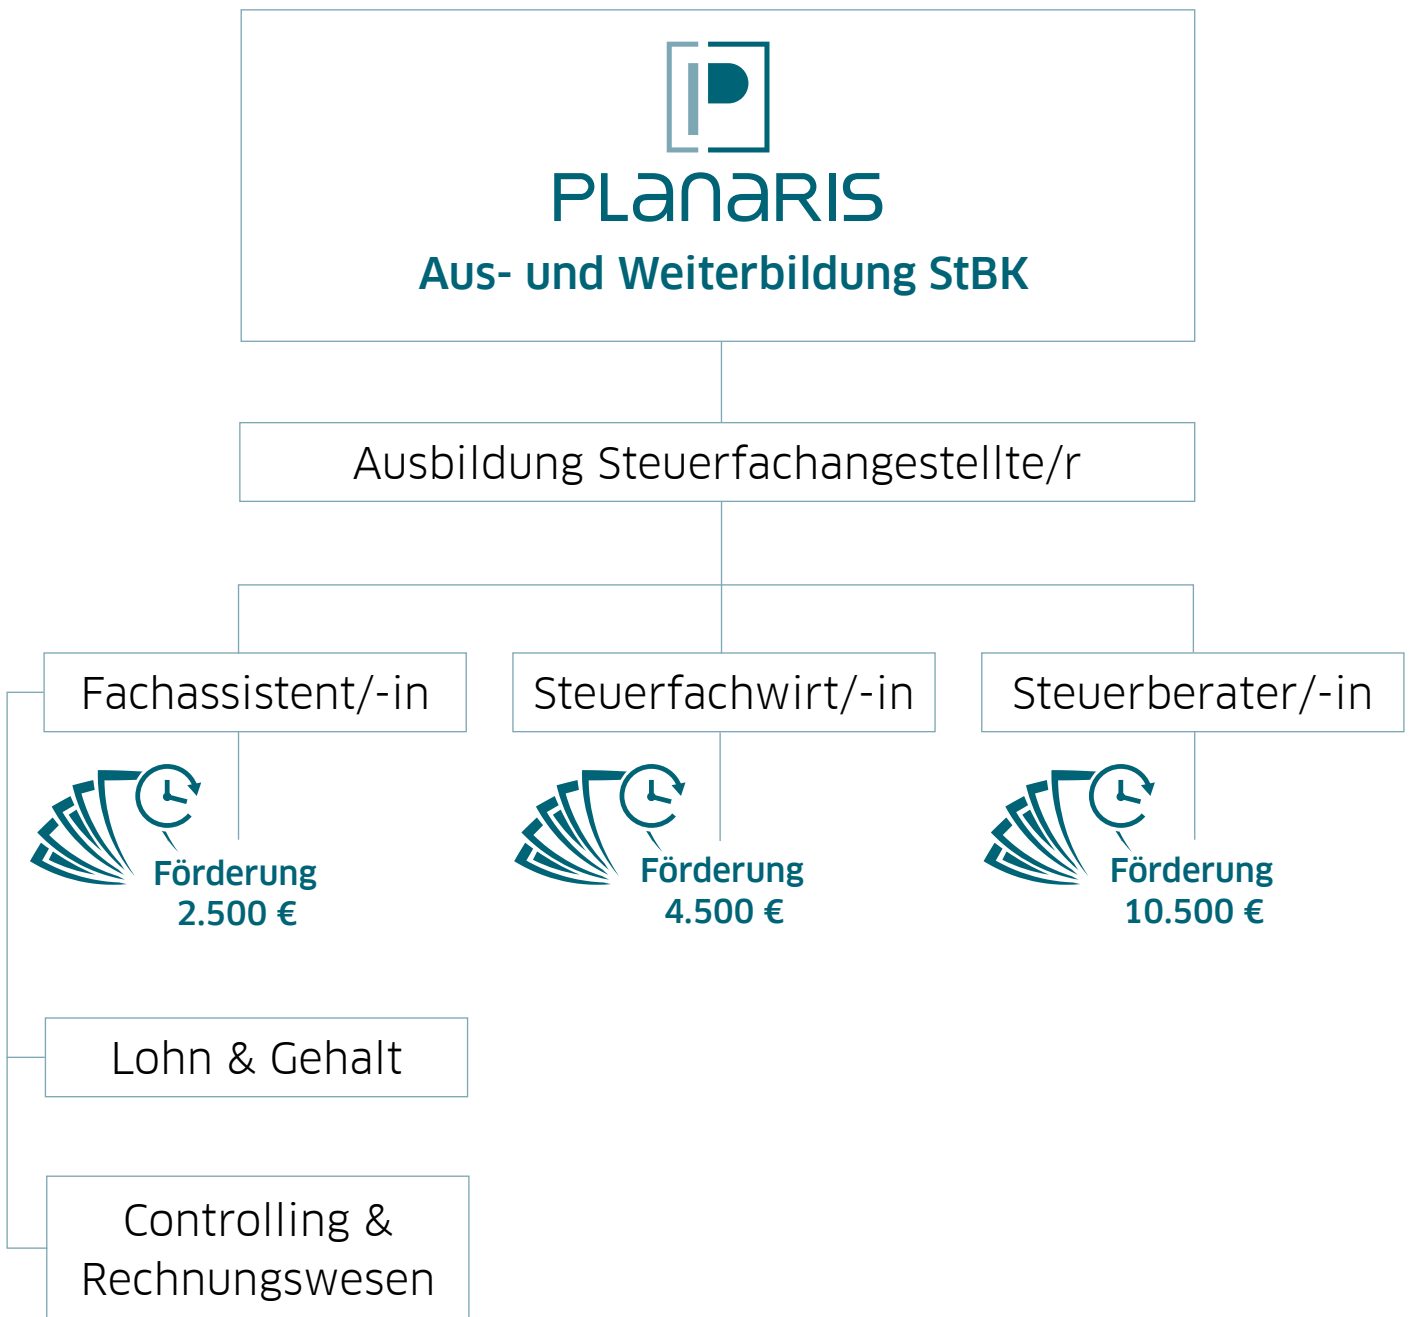 PLANARIS
Aus- und Weiterbildung StBK
Ausbildung Steuerfachangestellte/r
Fachassistent/-in
Steuerfachwirt/-in
Steuerberater/-in
Förderung
2.500 €
Förderung
4.500 €
Förderung
10.500 €
Lohn & Gehalt
Controlling &
Rechnungswesen